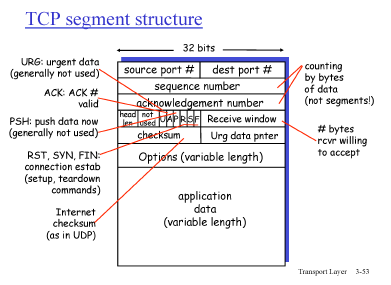 TCP segment structure
32 bits
URG: urgent data
(generally not used)
ACK: ACK #
valid
PSH: push data now
(generally not used)
RST, SYN, FIN:
connection estab
(setup, teardown
commands)
Internet
checksum
(as in UDP)
source port #
dest port #
sequence number
acknowledgement number
head
len
not
used
U
A
P
R
S
F
Receive window
checksum
Urg data pnter
Options (variable length)
application
data
(variable length)
counting
by bytes
of data
(not segments!)
# bytes
rcvr willing
to accept
Transport Layer 3-53